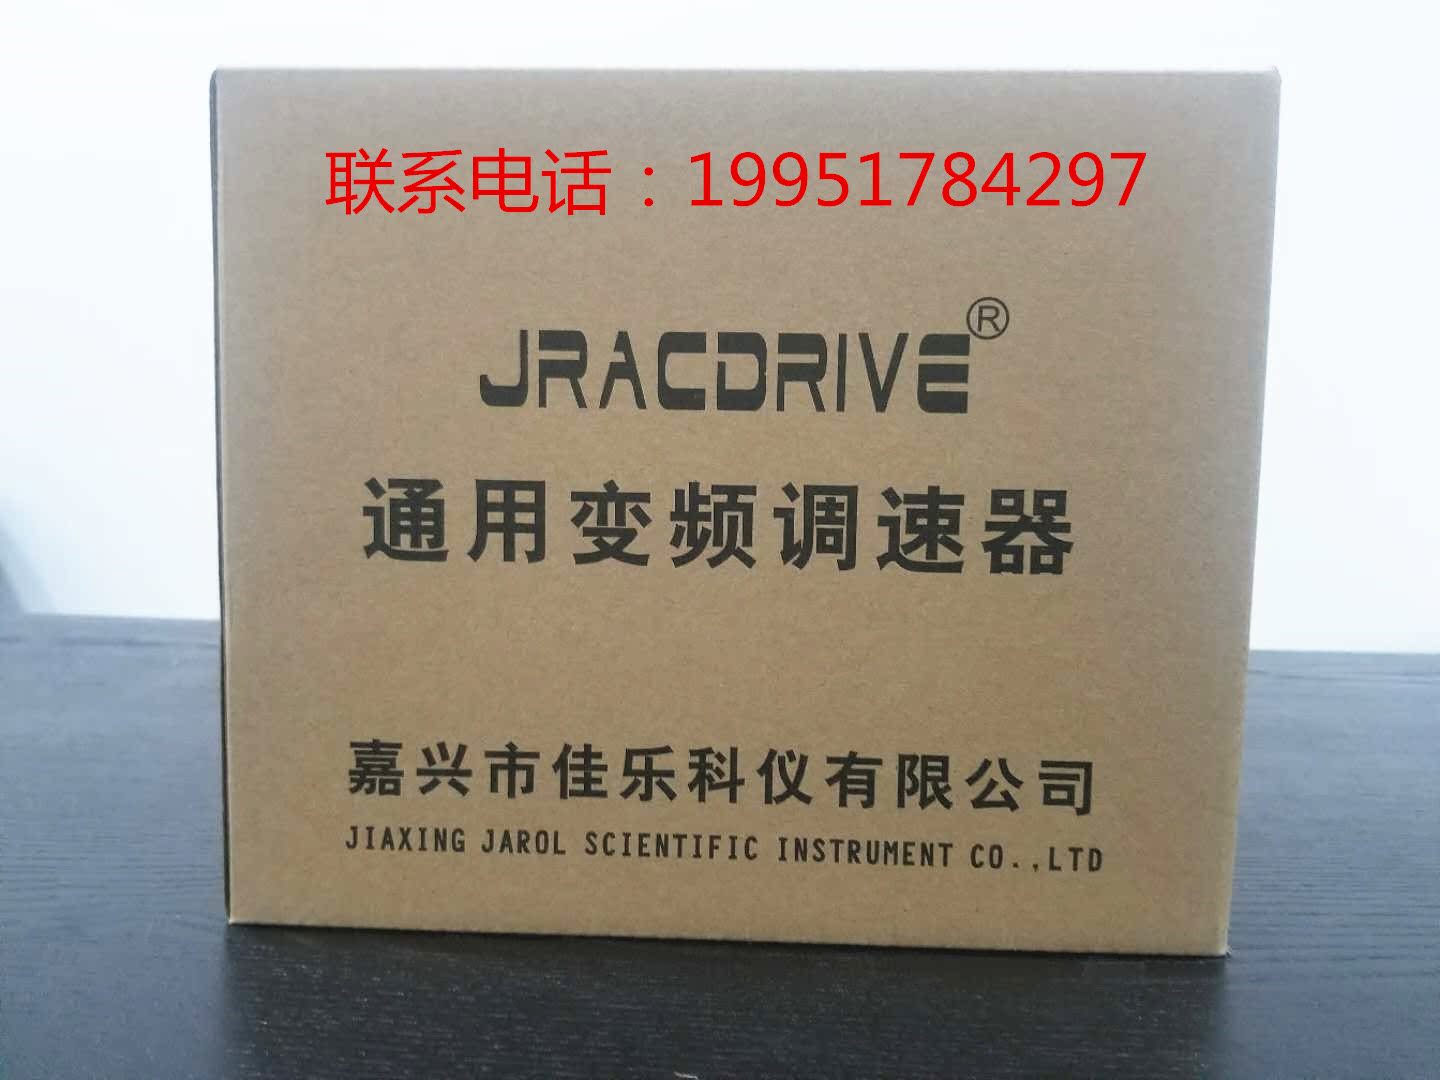 联系电话：19951784297
JRACDRIVE®
通用变频调速器
嘉兴市佳乐科仪有限公司
JIAXING JAROL SCIENTIFIC INSTRUMENT CO.,LTD